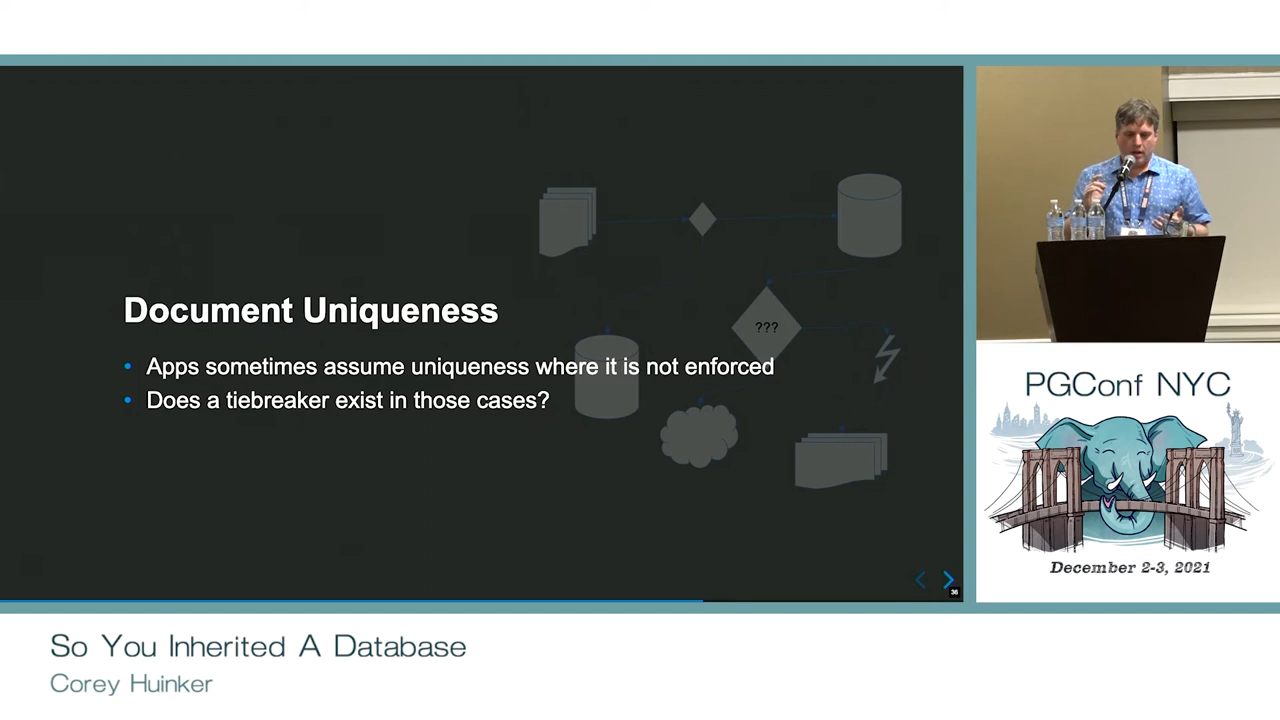 Document Uniqueness
• Apps sometimes assume uniqueness where it is not enforced
• Does a tiebreaker exist in those cases?
???
36
PGConf NYC
December 2-3, 2021
So You Inherited A Database
Corey Huinker